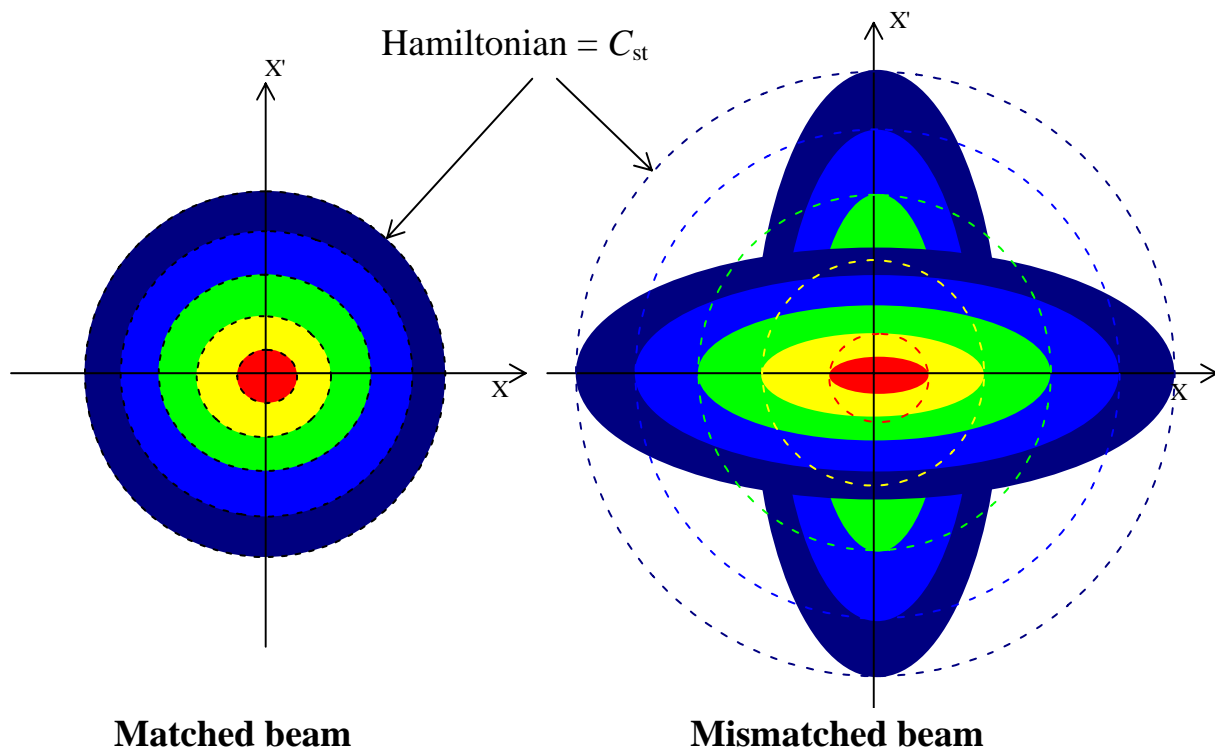 Hamiltonian = Cst
X'
X
X'
X
Matched beam
Mismatched beam